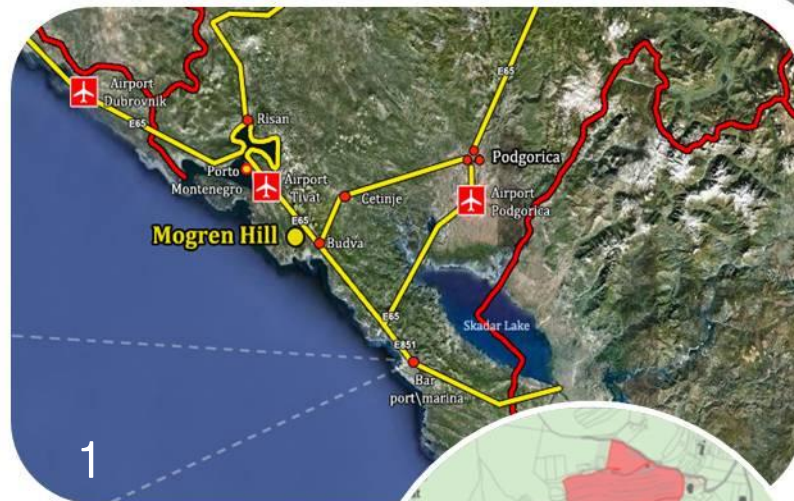 Airport
Dubrovnik
E65
Risan
E65
Porto
Montenegro
Airport
Tivat
E65
Cetinje
Podgorica
Airport
Podgorica
Mogren Hill
Budva
E65
Skadar Lake
E851
Bar
port\marina
1